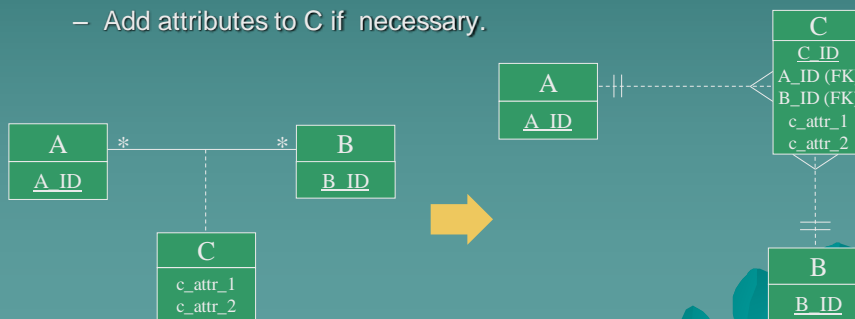 – Add attributes to C if necessary.
A
A_ID
*
*
B
B_ID
C
c_attr_1
c_attr_2
A
A_ID
C
C_ID
A_ID (FK
B_ID (FK
c_attr_1
c_attr_2
B
B_ID